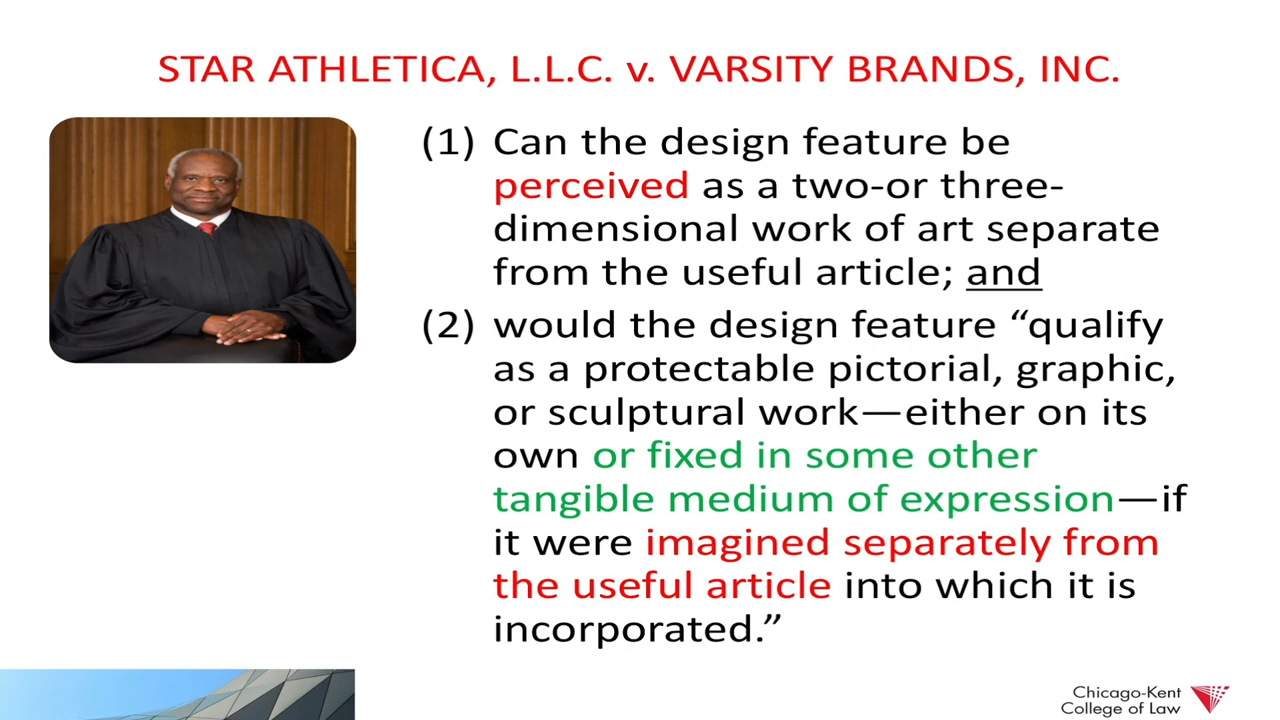 STAR ATHLETICA, L.L.C. v. VARSITY BRANDS, INC.
(1) Can the design feature be
perceived as a two-or three-
dimensional work of art separate
from the useful article; and
(2) would the design feature “qualify
as a protectable pictorial, graphic,
or sculptural work—either on its
own or fixed in some other
tangible medium of expression—if
it were imagined separately from
the useful article into which it is
incorporated.”
Chicago-Kent
College of Law